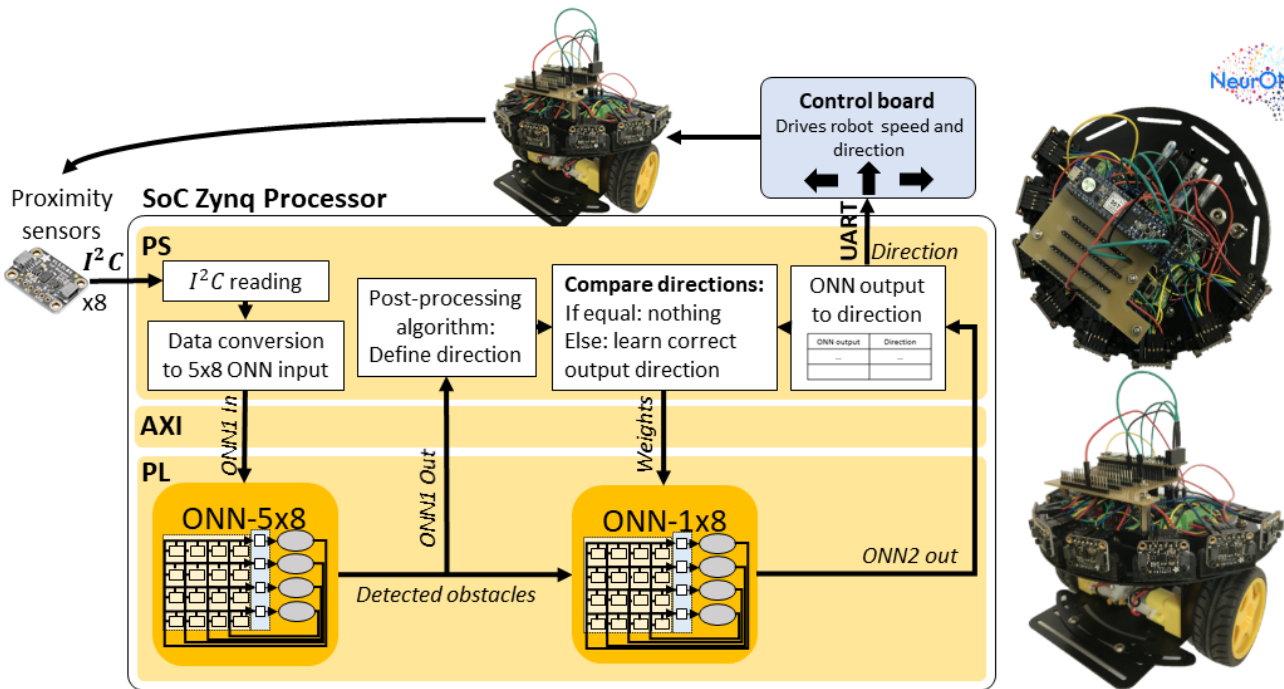 NeurON
Control board
Drives robot speed and
direction
Proximity
sensors
I² C
x8
SoC Zynq Processor
UART
Direction
PS
I²C reading
Data conversion
to 5x8 ONN input
Post-processing
algorithm:
Define direction
Compare directions:
If equal: nothing
Else: learn correct
output direction
ONN output
to direction
ONN output Direction
...
AXI
ONN1 In
ONN1 Out
Weights
PL
ONN-5x8
ONN-1x8
Detected obstacles
ONN2 out